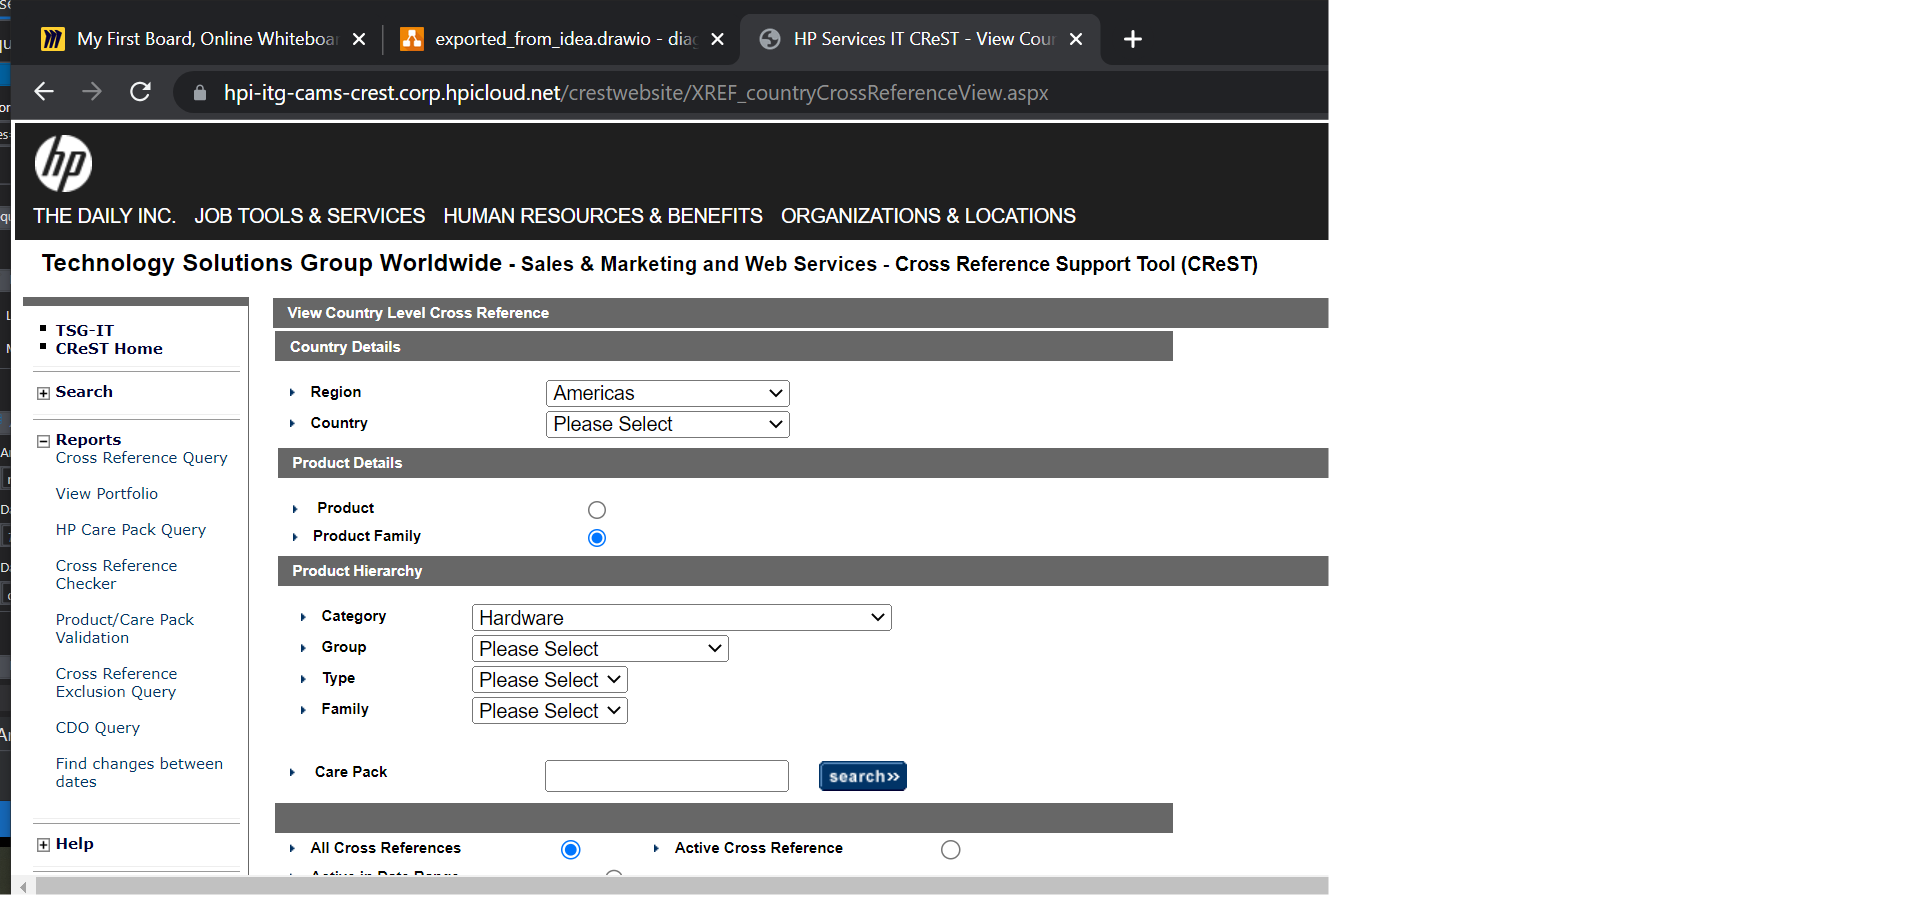 My First Board, Online Whiteboar
exported_from_idea.drawio - dia
HP Services IT CReST - View Cour
hpi-itg-cams-crest.corp.hpicloud.net/crestwebsite/XREF_countryCrossReferenceView.aspx
hp
THE DAILY INC. JOB TOOLS & SERVICES HUMAN RESOURCES & BENEFITS ORGANIZATIONS & LOCATIONS
Technology Solutions Group Worldwide - Sales & Marketing and Web Services - Cross Reference Support Tool (CReST)
TSG-IT
CReST Home
Search
Reports
Cross Reference Query
View Portfolio
HP Care Pack Query
Cross Reference
Checker
Product/Care Pack
Validation
Cross Reference
Exclusion Query
CDO Query
Find changes between
dates
Help
View Country Level Cross Reference
Country Details
Region Americas
Country Please Select
Product Details
Product
Product Family
Product Hierarchy
Category Hardware
Group Please Select
Type Please Select
Family Please Select
Care Pack search»
All Cross References Active Cross Reference
Active in Date Range